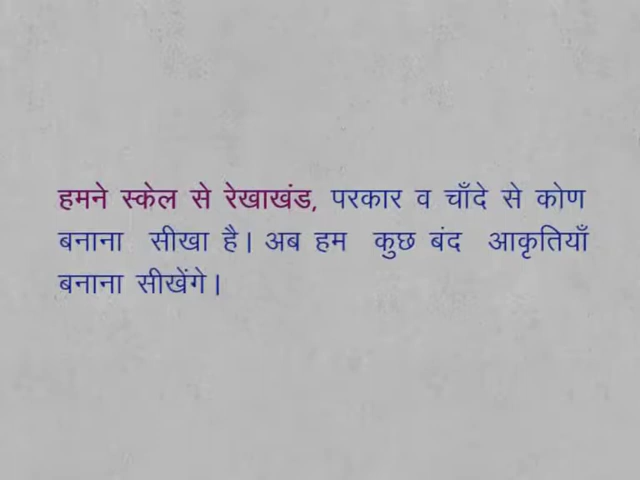 हमने स्केल से रेखाखंड, परकार व चाँदे से कोण
बनाना सीखा है। अब हम कुछ बंद आकृतियाँ
बनाना सीखेंगे।